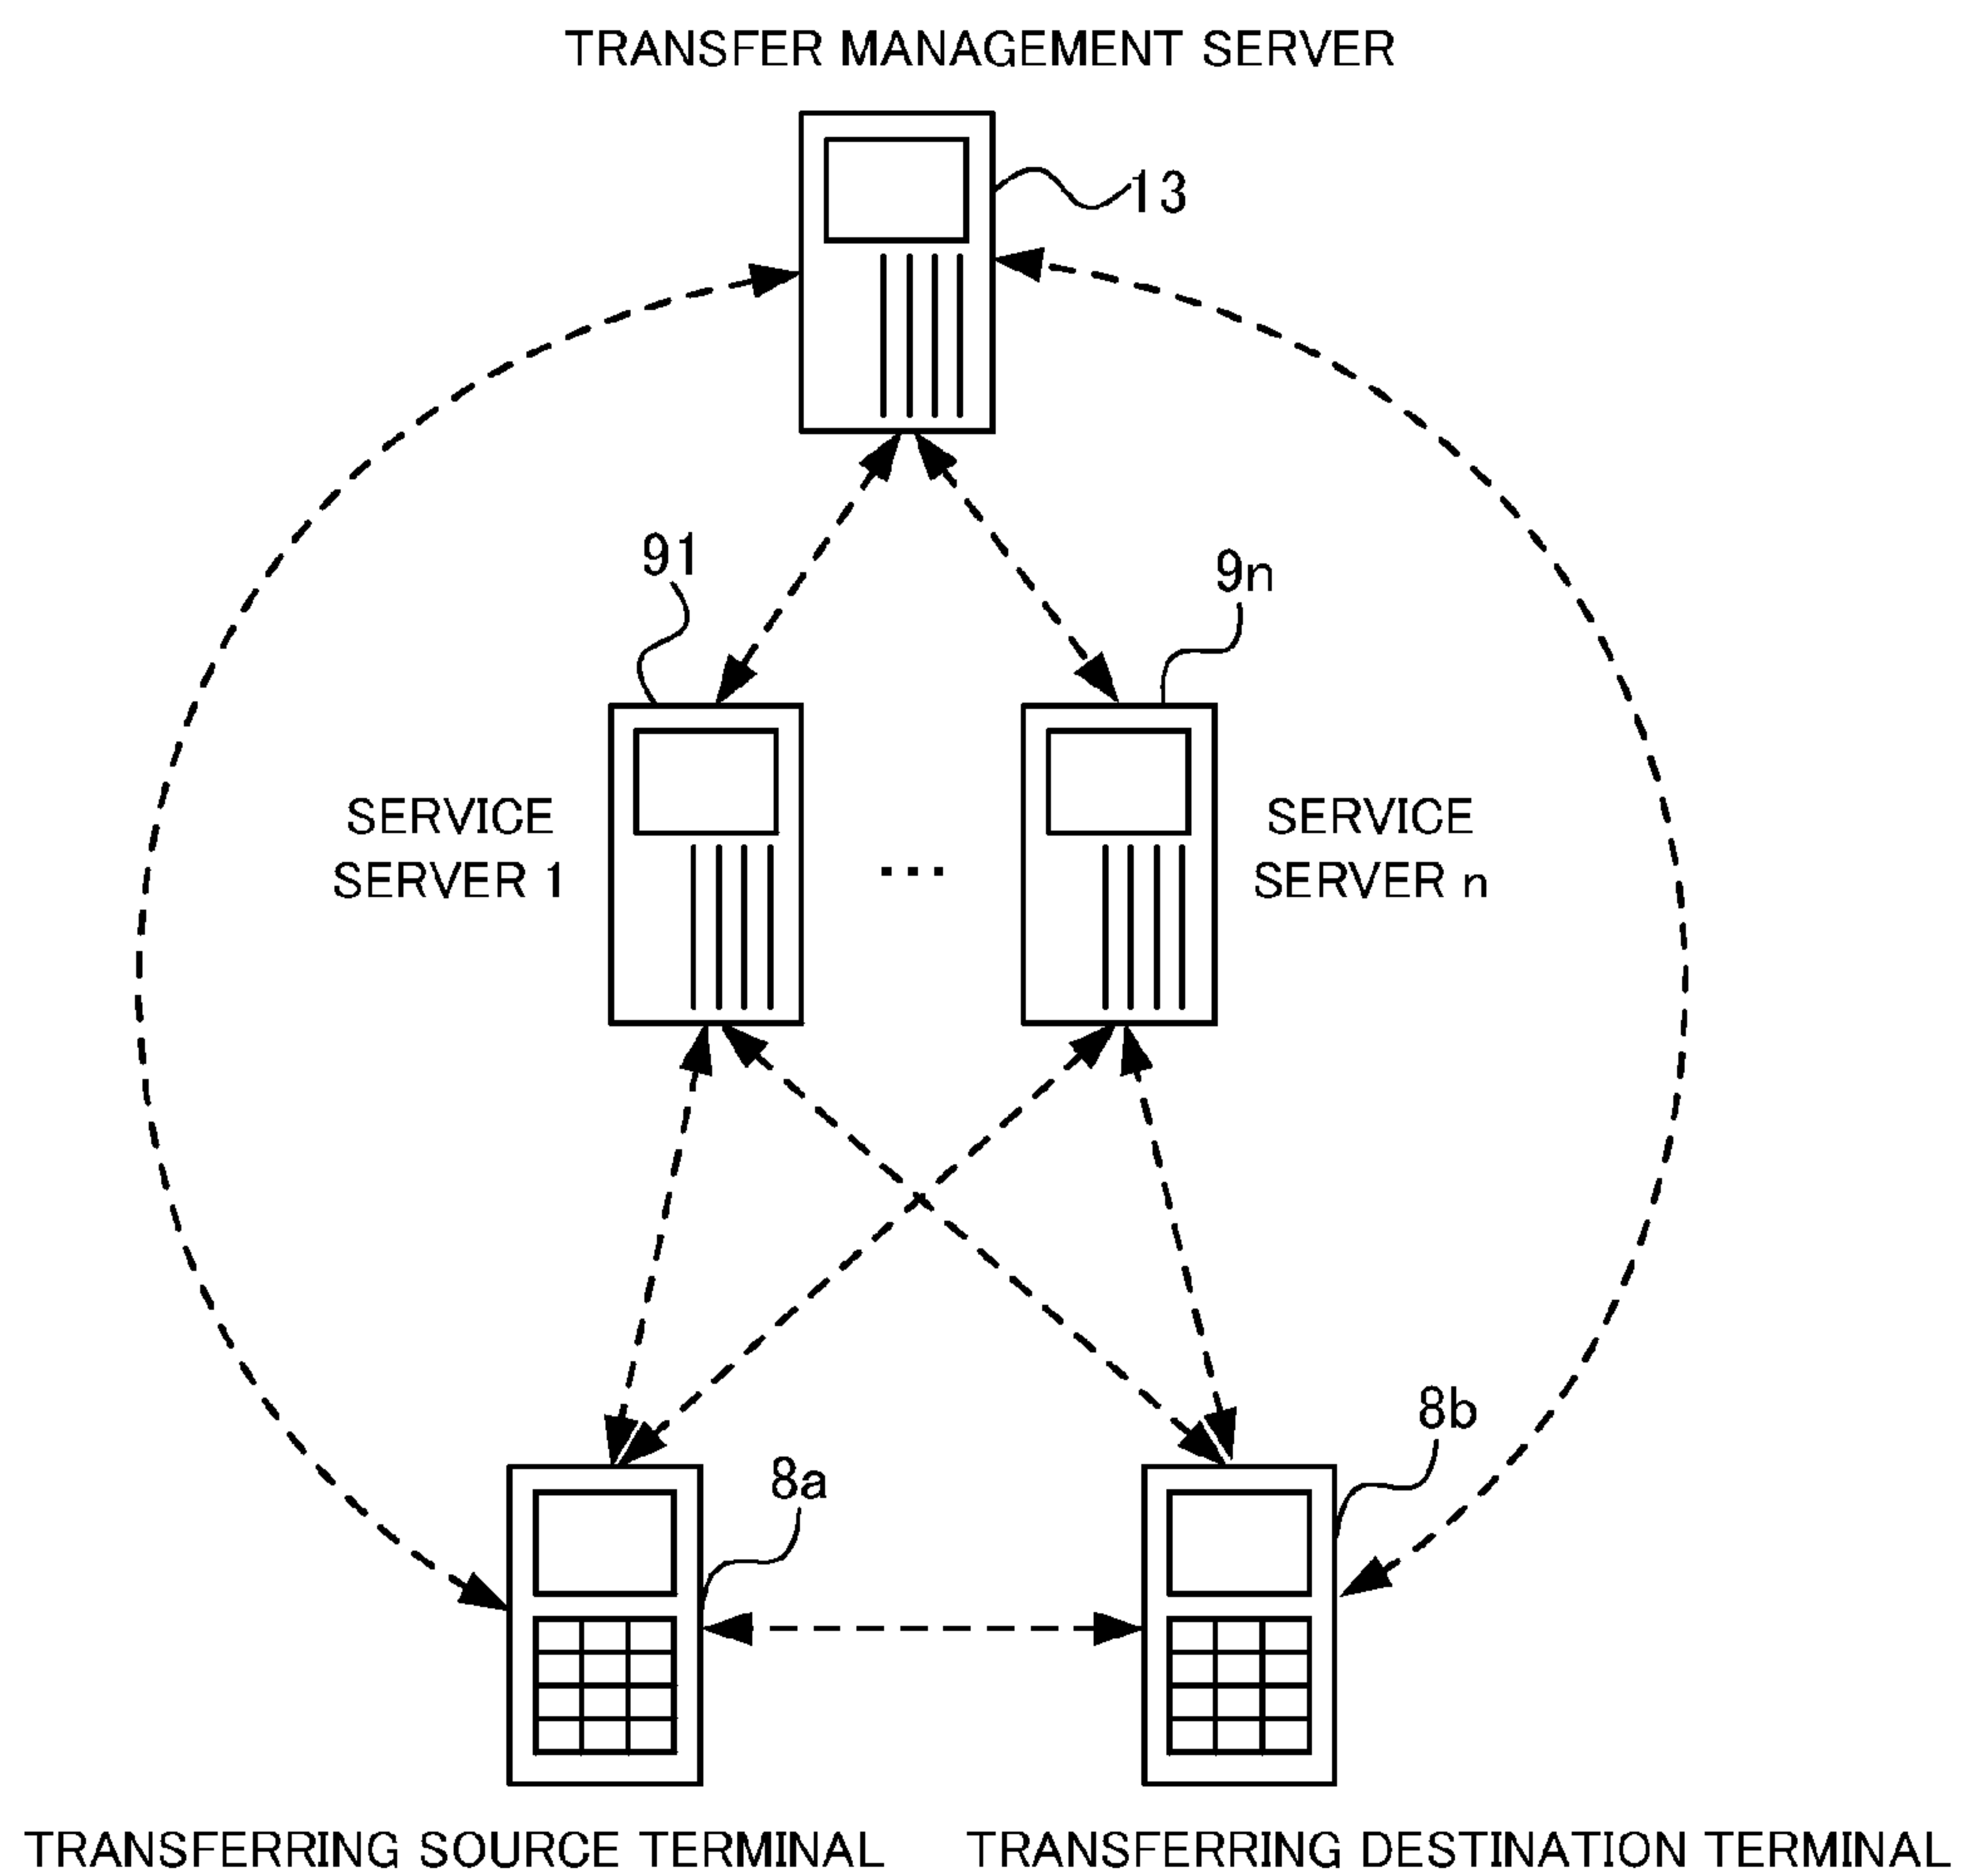 TRANSFER MANAGEMENT SERVER
13
91
9n
SERVICE
SERVER 1
...
SERVICE
SERVER n
8b
8a
TRANSFERRING SOURCE TERMINAL
TRANSFERRING DESTINATION TERMINAL